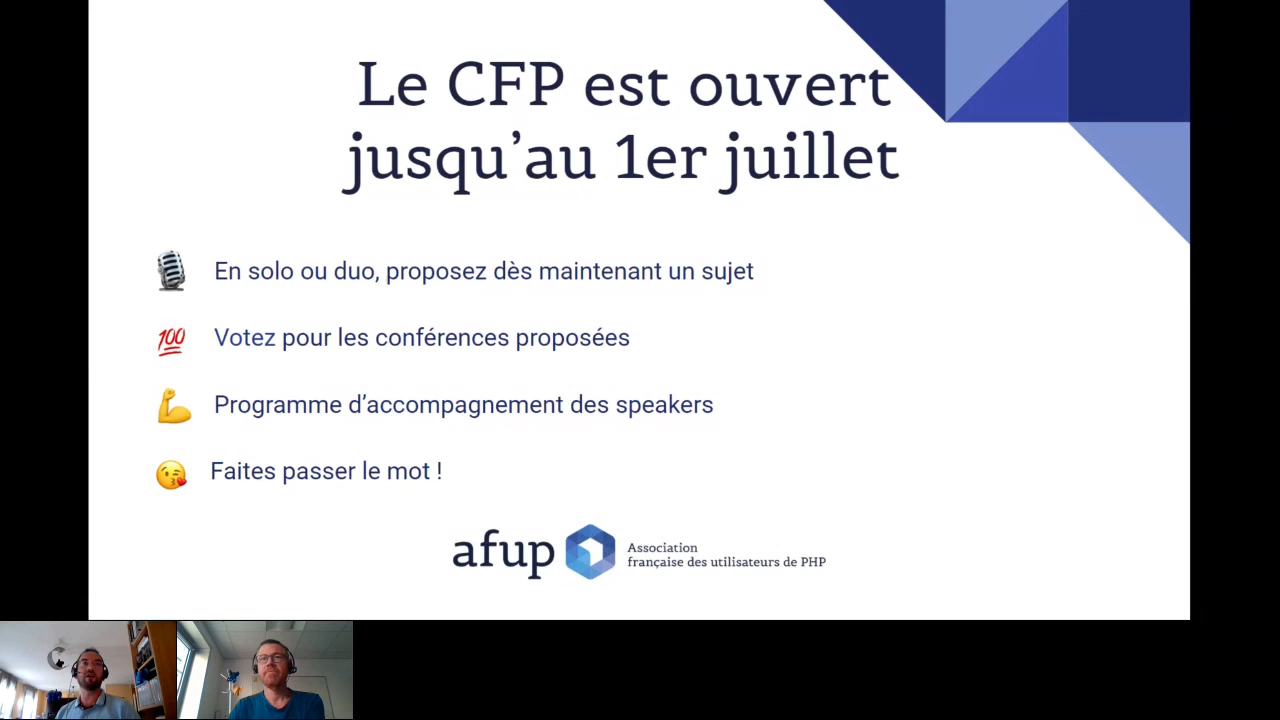 Le CFP est ouvert
jusqu’au 1er juillet
En solo ou duo, proposez dès maintenant un sujet
💯 Votez pour les conférences proposées
Programme d’accompagnement des speakers
Faites passer le mot !
afup
Association
française des utilisateurs de PHP